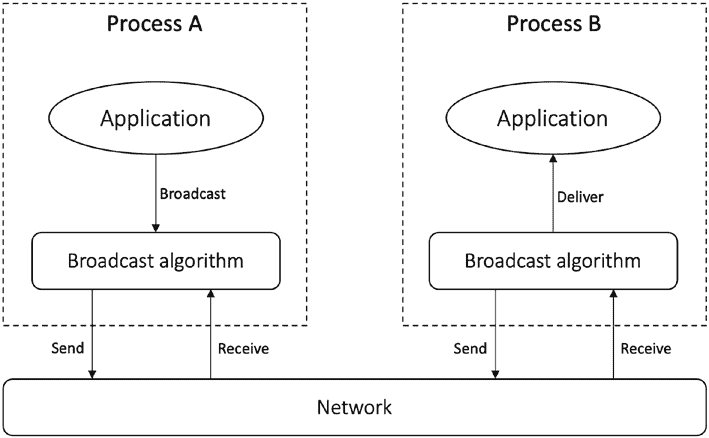 Process A
Process B
Application
Application
Broadcast
Deliver
Broadcast algorithm
Broadcast algorithm
Send
Receive
Send
Receive
Network